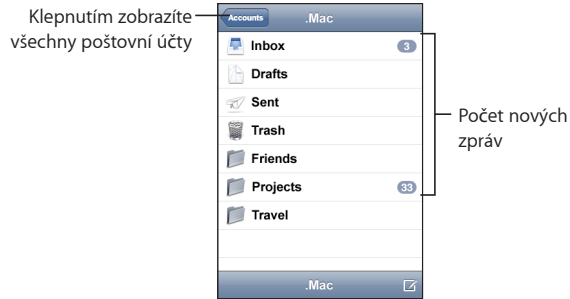 Klepnutím zobrazíte
všechny poštovní účty
Accounts
.Mac
Inbox
3
Drafts
Sent
Trash
Friends
Projects
33
Travel
.Mac
Počet nových
zpráv